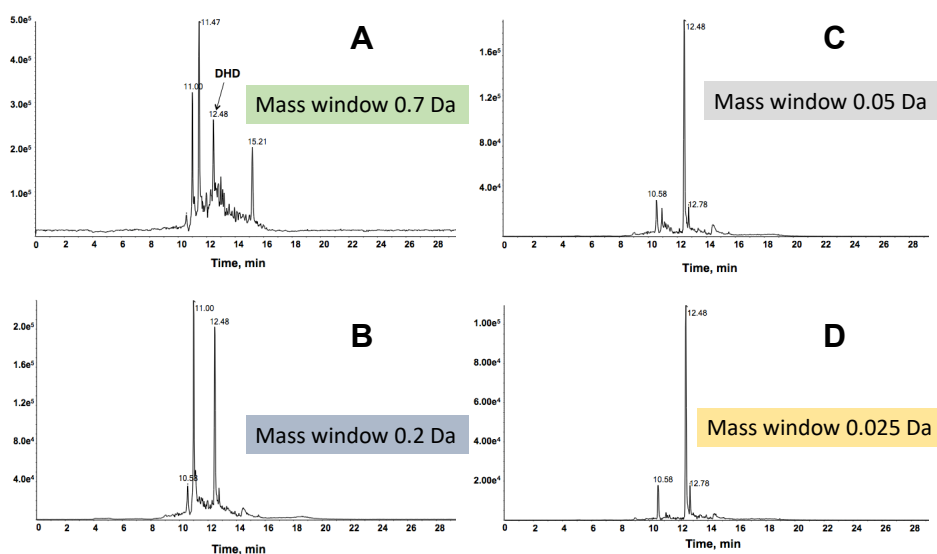 A
5.0e⁵
11.47
DHD
11.00
3.0e⁵
12.48
2.0e⁵
15.21
1.0e⁵
Mass window 0.7 Da
0 2 4 6 8 10 12 14 16 18 20 22 24 26 28
Time, min
C
12.48
1.6e⁵
1.2e⁵
8.0e⁴
4.0e⁴
10.58
12.78
Mass window 0.05 Da
0 2 4 6 8 10 12 14 16 18 20 22 24 26 28
Time, min
B
11.00
12.48
2.0e⁵
1.6e⁵
1.2e⁵
8.0e⁴
4.0e⁴
10.58
Mass window 0.2 Da
0 2 4 6 8 10 12 14 16 18 20 22 24 26 28
Time, min
D
1.00e⁵
12.48
8.00e⁴
6.00e⁴
4.00e⁴
2.00e⁴
10.58
12.78
Mass window 0.025 Da
0 2 4 6 8 10 12 14 16 18 20 22 24 26 28
Time, min